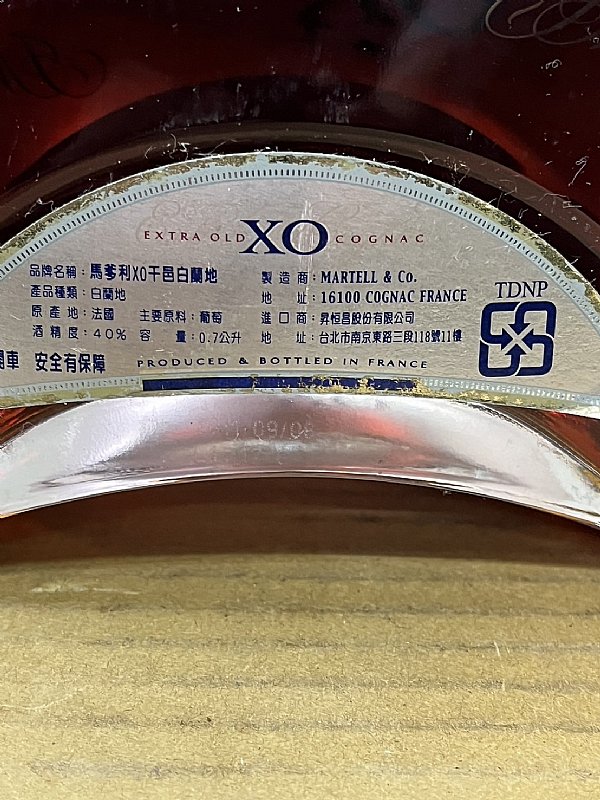 EXTRA OLD XO COGNAC
品牌名稱：馬爹利XO干邑白蘭地
產品種類：白蘭地
原產地：法國 主要原料：葡萄
酒精度：40% 容量：0.7公升
製造商：MARTELL & Co.
地址：16100 COGNAC FRANCE
進口商：昇恒昌股份有限公司
地址：台北市南京東路三段118號11樓
TDNP
車 安全有保障
PRODUCED & BOTTLED IN FRANCE
09/08